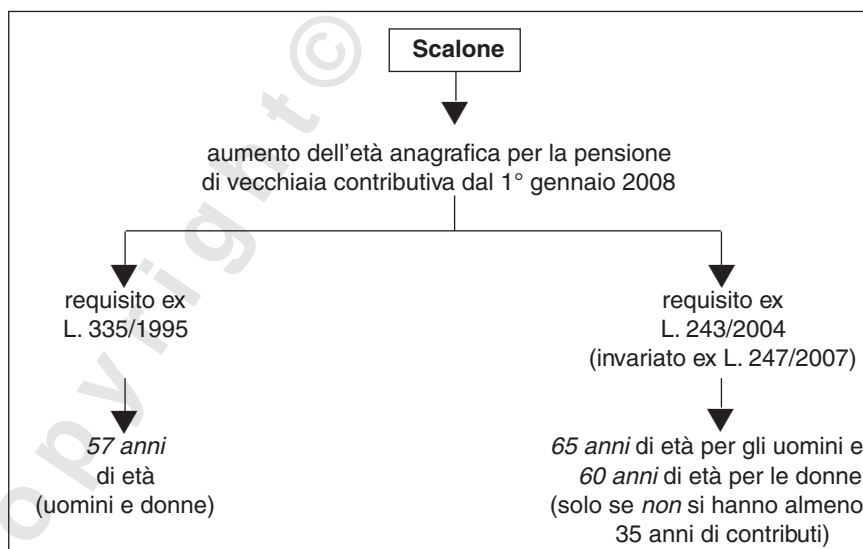 Scalone
aumento dell'età anagrafica per la pensione
di vecchiaia contributiva dal 1° gennaio 2008
requisito ex
L. 335/1995
requisito ex
L. 243/2004
(invariato ex L. 247/2007)
57 anni
di età
(uomini e donne)
65 anni di età per gli uomini e
60 anni di età per le donne
(solo se non si hanno almeno
35 anni di contributi)
opyright©